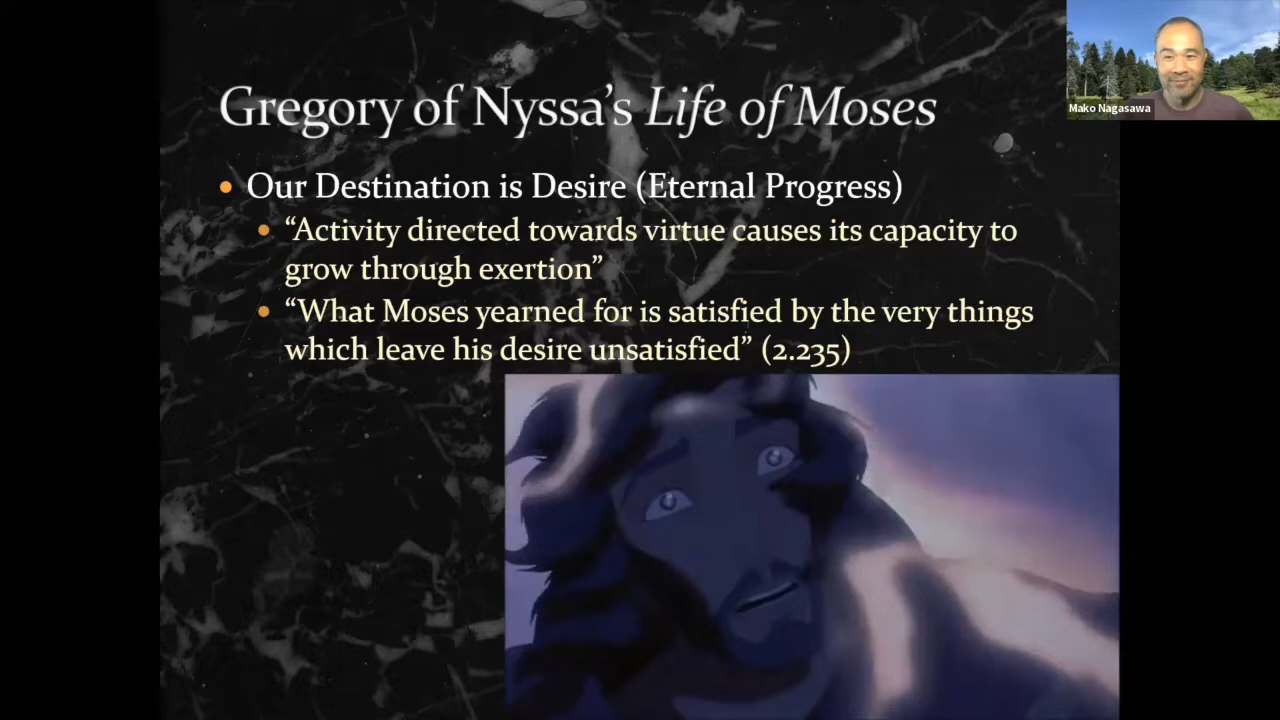 Mako Nagasawa
Gregory of Nyssa’s Life of Moses
• Our Destination is Desire (Eternal Progress)
• “Activity directed towards virtue causes its capacity to
grow through exertion”
• “What Moses yearned for is satisfied by the very things
which leave his desire unsatisfied” (2.235)